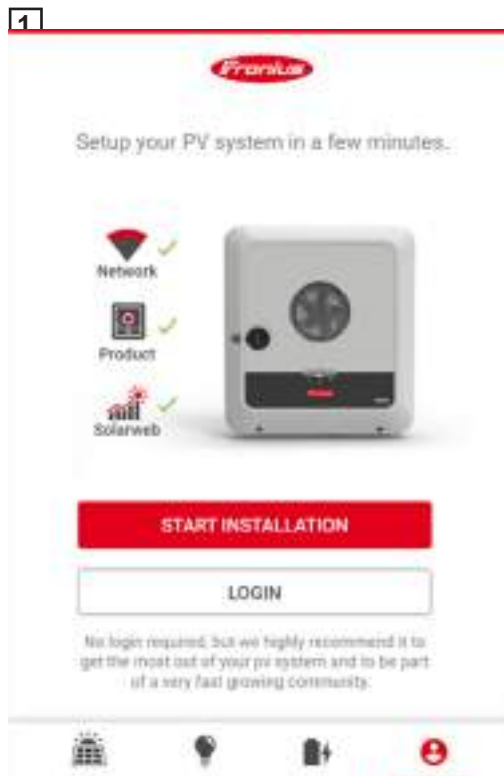 1
Fronius
Setup your PV system in a few minutes.
Network
Product
Solarweb
START INSTALLATION
LOGIN
No login required, but we highly recommend it to
get the most out of your pv system and to be part
of a very fast growing community.